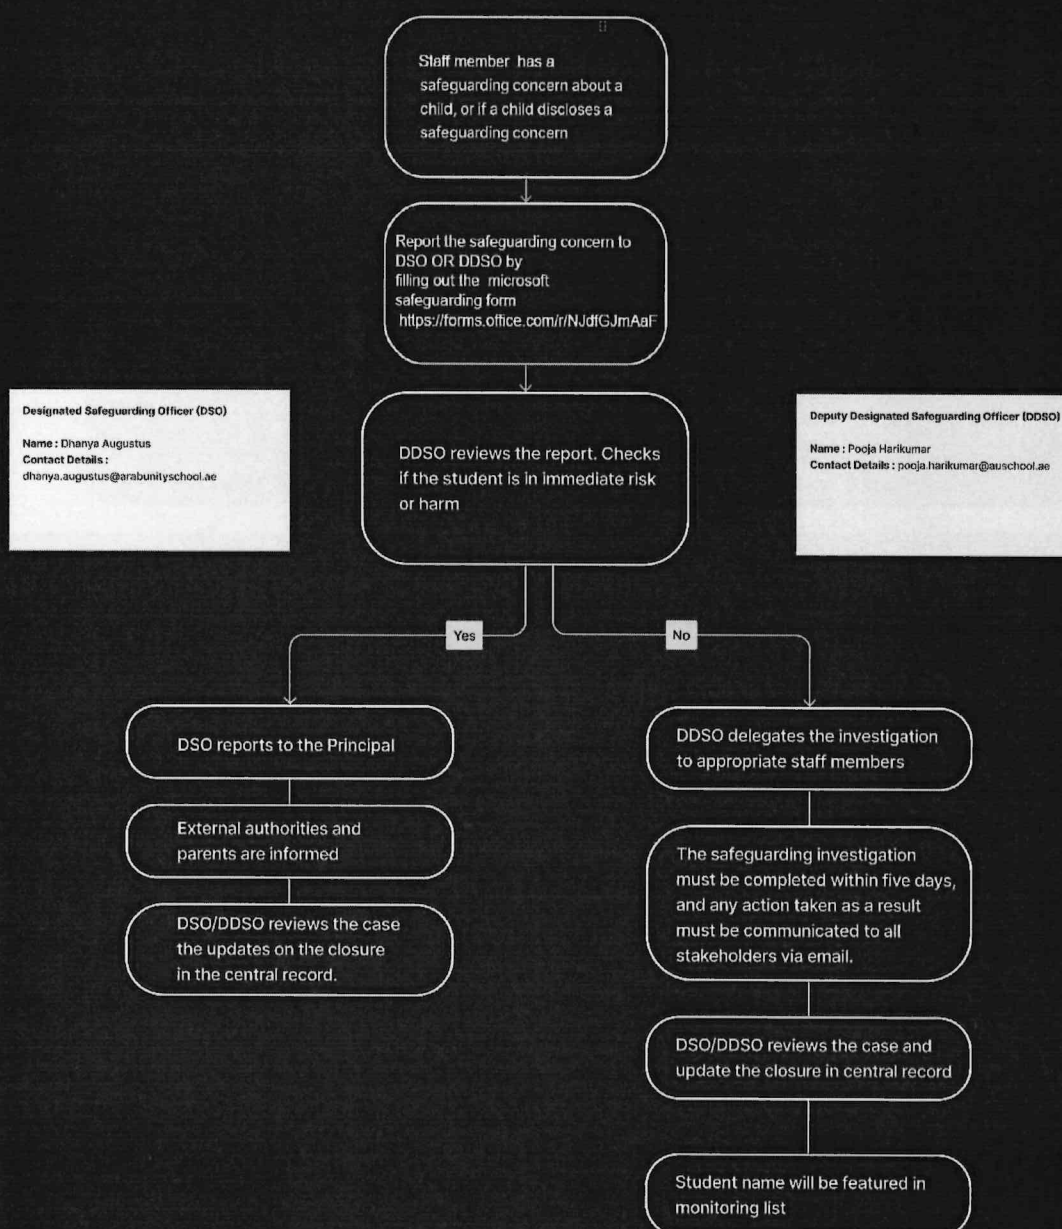 Staff member has a
safeguarding concern about a
child, or if a child discloses a
safeguarding concern
Report the safeguarding concern to
DSO OR DDSO by
filling out the microsoft
safeguarding form
https://forms.office.com/r/NJdfGJmAaF
Designated Safeguarding Officer (DSO)
Name : Dhanya Augustus
Contact Details :
dhanya.augustus@arabunityschool.ae
DDSO reviews the report. Checks
if the student is in immediate risk
or harm
Deputy Designated Safeguarding Officer (DDSO)
Name : Pooja Harikumar
Contact Details : pooja.harikumar@auschool.ae
Yes
No
DSO reports to the Principal
External authorities and
parents are informed
DSO/DDSO reviews the case
the updates on the closure
in the central record.
DDSO delegates the investigation
to appropriate staff members
The safeguarding investigation
must be completed within five days,
and any action taken as a result
must be communicated to all
stakeholders via email.
DSO/DDSO reviews the case and
update the closure in central record
Student name will be featured in
monitoring list